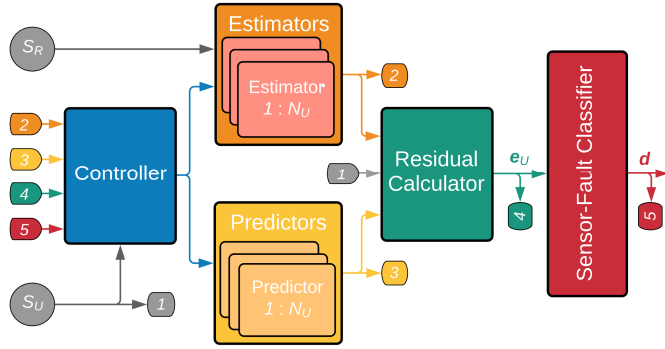 S_R
Estimators
Estimator
1 : N_U
2
2
3
4
5
Controller
1
Residual
Calculator
e_U
4
Sensor-Fault Classifier
d
5
Predictors
Predictor
1 : N_U
3
S_U
1